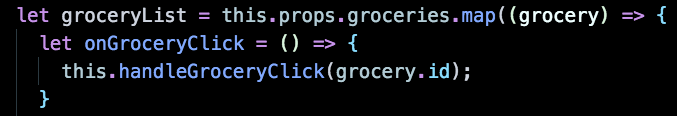 let groceryList = this.props.groceries.map((grocery) => {
  let onGroceryClick = () => {
    this.handleGroceryClick(grocery.id);
  }